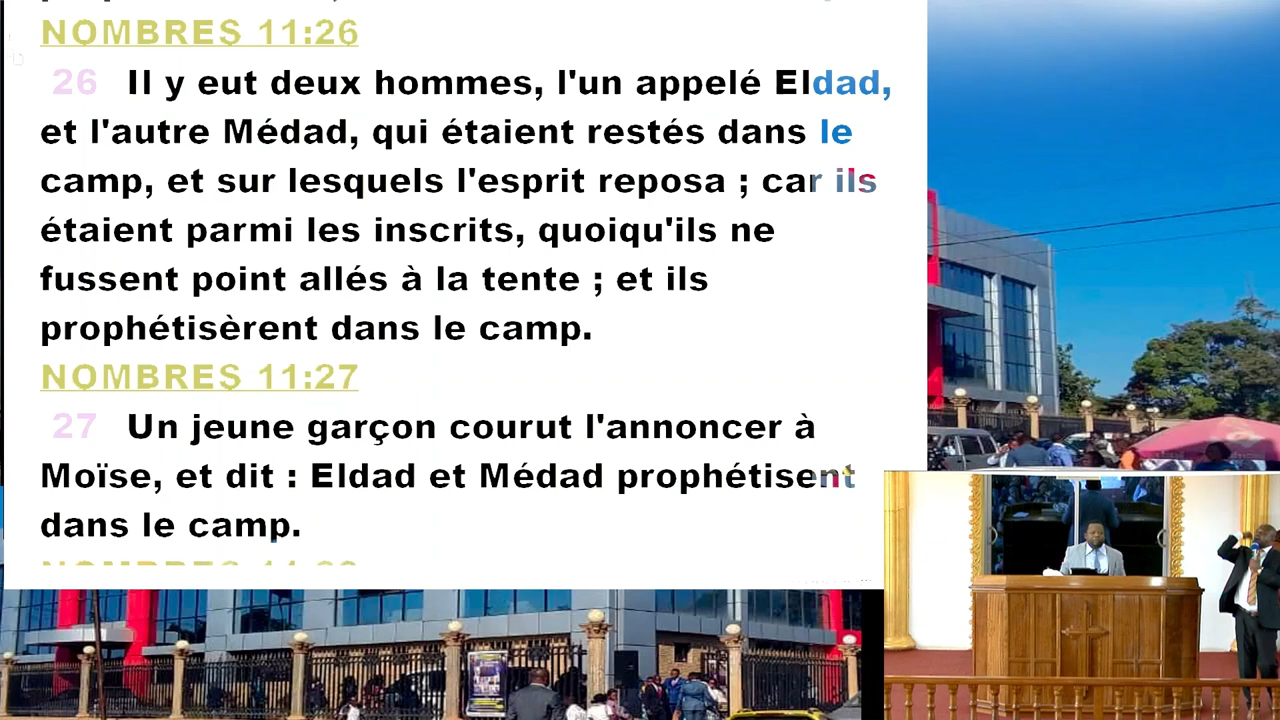 NOMBRES 11:26
26 Il y eut deux hommes, l'un appelé Eldad,
et l'autre Médad, qui étaient restés dans le
camp, et sur lesquels l'esprit reposa ; car ils
étaient parmi les inscrits, quoiqu'ils ne
fussent point allés à la tente ; et ils
prophétisèrent dans le camp.
NOMBRES 11:27
27 Un jeune garçon courut l'annoncer à
Moïse, et dit : Eldad et Médad prophétisent
dans le camp.